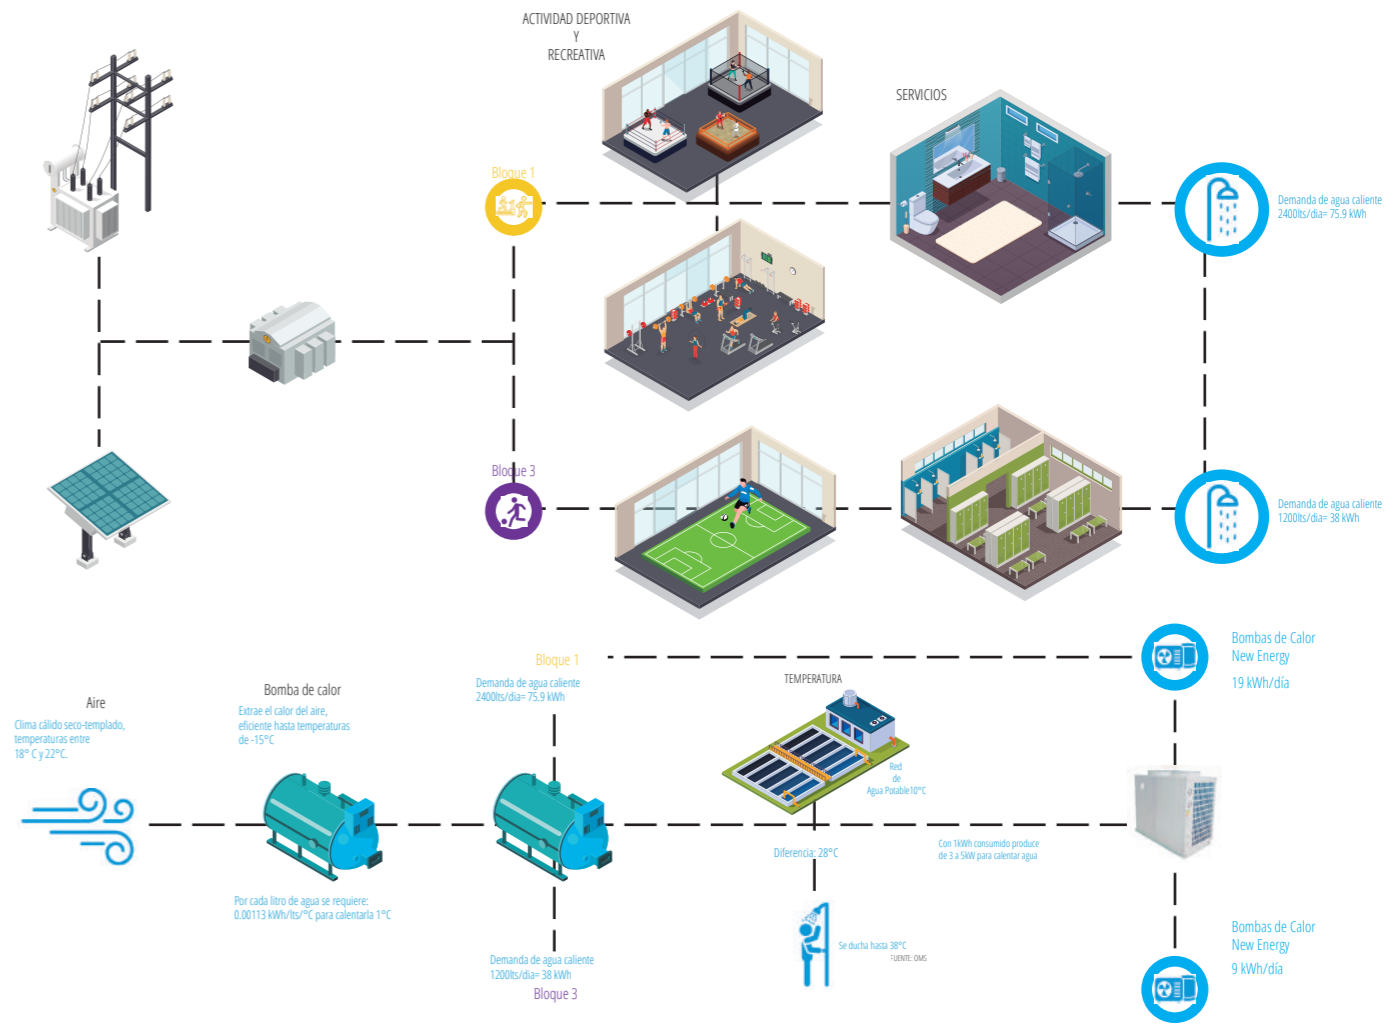 ACTIVIDAD DEPORTIVA
Y
RECREATIVA
SERVICIOS
Bloque 1
Demanda de agua caliente
2400lts/dia= 75.9 kWh
Bloque 3
Demanda de agua caliente
1200lts/dia= 38 kWh
Bloque 1
Demanda de agua caliente
2400lts/dia= 75.9 kWh
Bombas de Calor
New Energy
19 kWh/día
TEMPERATURA
Aire
Clima cálido seco-templado,
temperaturas entre
18° C y 22°C.
Bomba de calor
Extrae el calor del aire,
eficiente hasta temperaturas
de -15°C
Red
de
Agua Potable10°C
Diferencia: 28°C
Con 1kWh consumido produce
de 3 a 5kW para calentar agua
Por cada litro de agua se requiere:
0.00113 kWh/lts/°C para calentarla 1°C
Se ducha hasta 38°C
FUENTE: OMS
Demanda de agua caliente
1200lts/dia= 38 kWh
Bloque 3
Bombas de Calor
New Energy
9 kWh/día